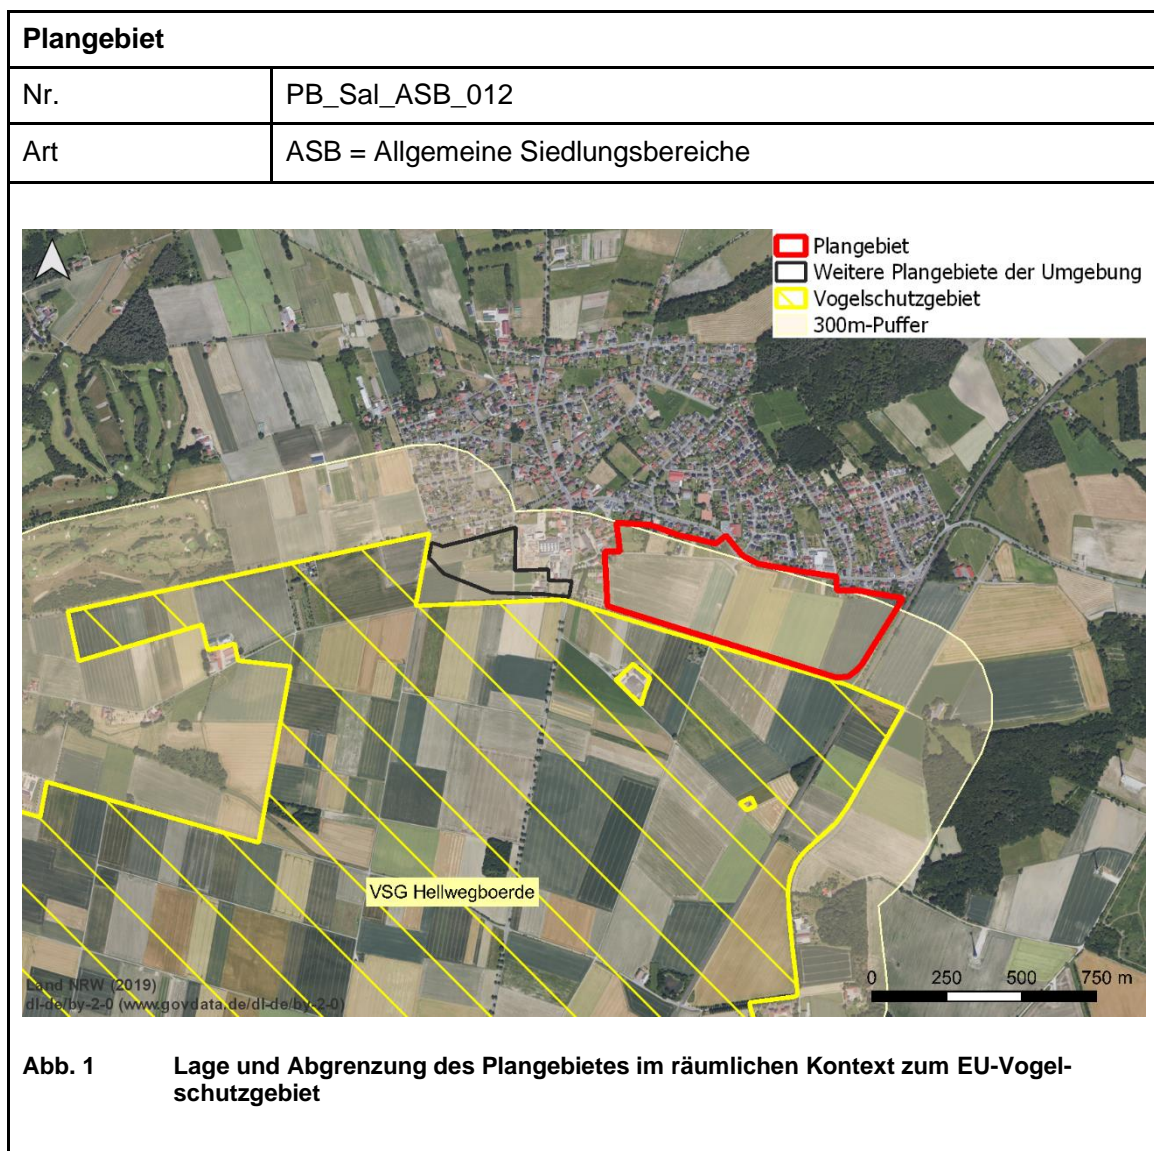 Plangebiet
Nr. PB_Sal_ASB_012
Art ASB = Allgemeine Siedlungsbereiche
Plangebiet
Weitere Plangebiete der Umgebung
Vogelschutzgebiet
300m-Puffer
VSG Hellwegboerde
Land NRW (2019)
dl-de/by-2-0 (www.govdata.de/dl-de/by-2-0)
0 250 500 750 m
Abb. 1 Lage und Abgrenzung des Plangebietes im räumlichen Kontext zum EU-Vogel-
schutzgebiet